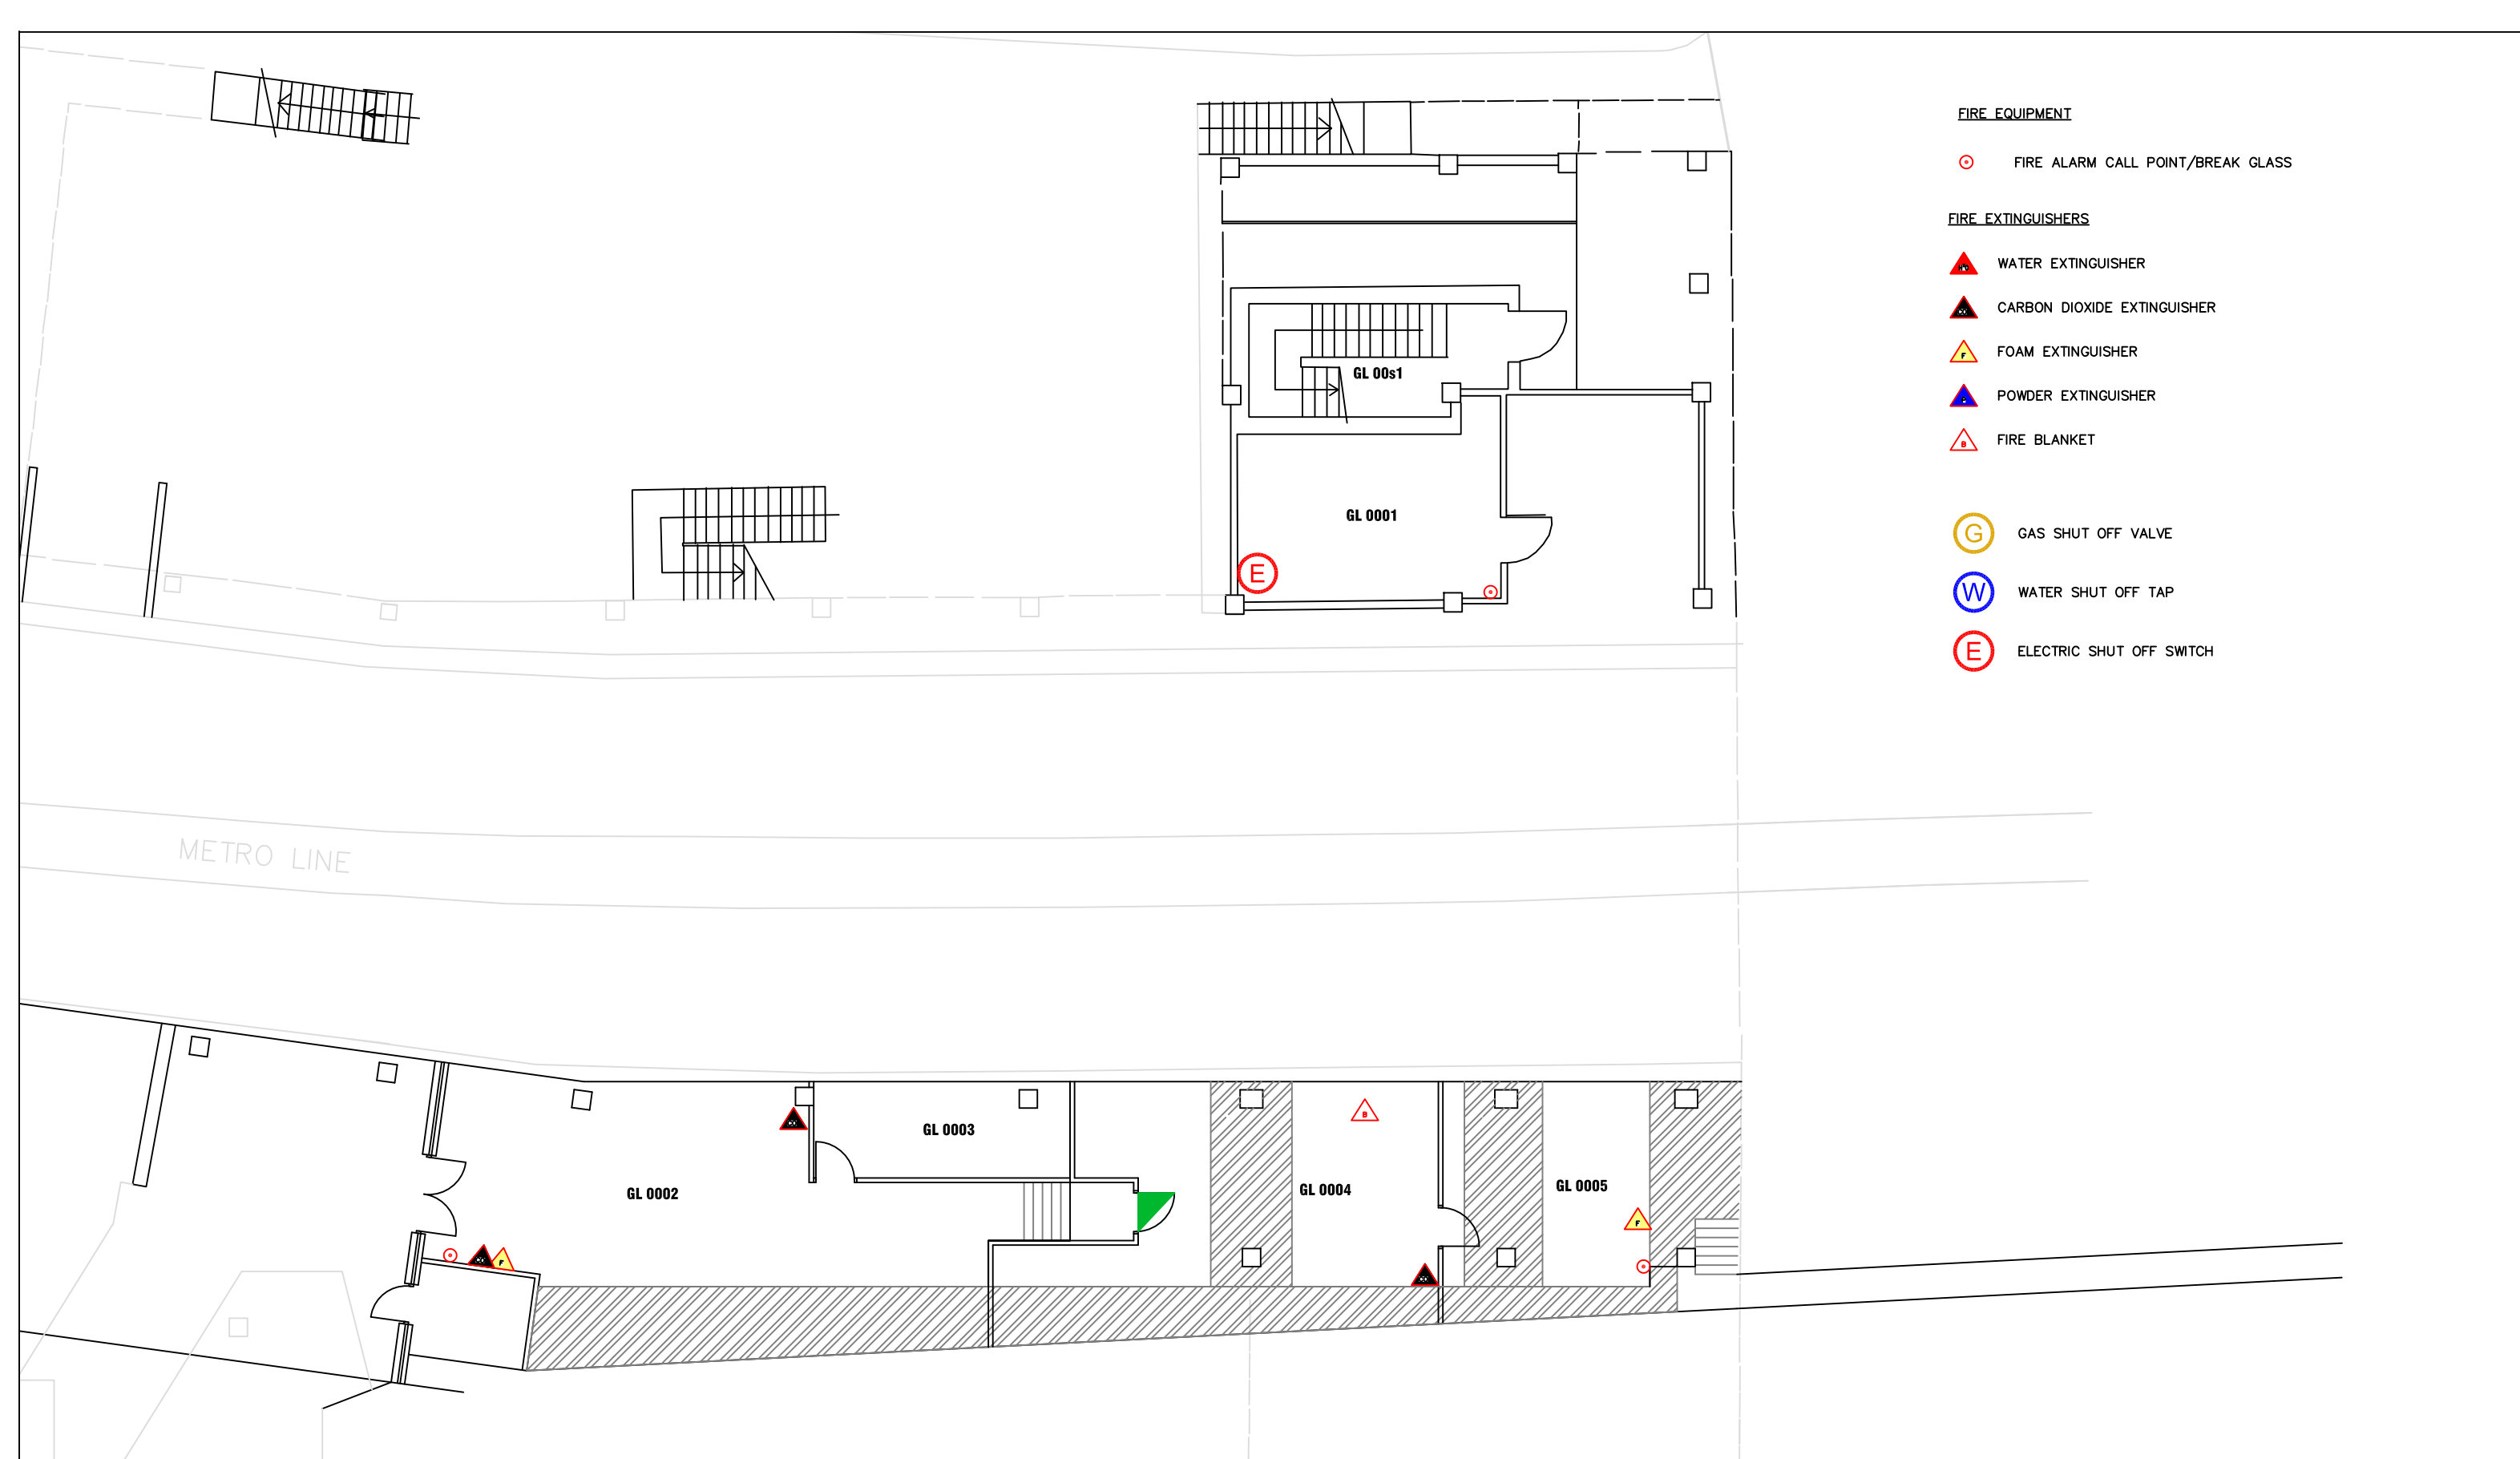 FIRE EQUIPMENT
FIRE ALARM CALL POINT/BREAK GLASS
FIRE EXTINGUISHERS
WATER EXTINGUISHER
CARBON DIOXIDE EXTINGUISHER
F FOAM EXTINGUISHER
POWDER EXTINGUISHER
B FIRE BLANKET
G GAS SHUT OFF VALVE
W WATER SHUT OFF TAP
E ELECTRIC SHUT OFF SWITCH
GL 00s1
GL 0001
E
METRO LINE
B
GL 0003
GL 0002
GL 0004
GL 0005
F
F